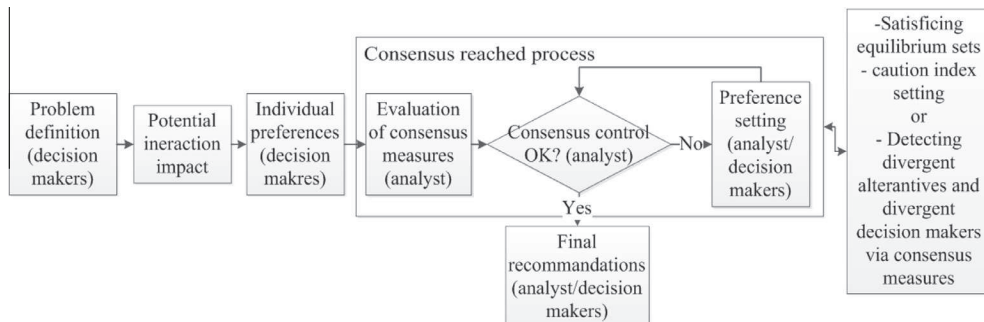 Problem
definition
(decision
makers)
Potential
ineraction
impact
Individual
preferences
(decision
makres)
Consensus reached process
Evaluation
of consensus
measures
(analyst)
Consensus control
OK? (analyst)
No
Preference
setting
(analyst/
decision
makers)
Yes
Final
recommandations
(analyst/decision
makers)
-Satisficing
equilibrium sets
- caution index
setting
or
- Detecting
divergent
alterantives and
divergent
decision makers
via consensus
measures